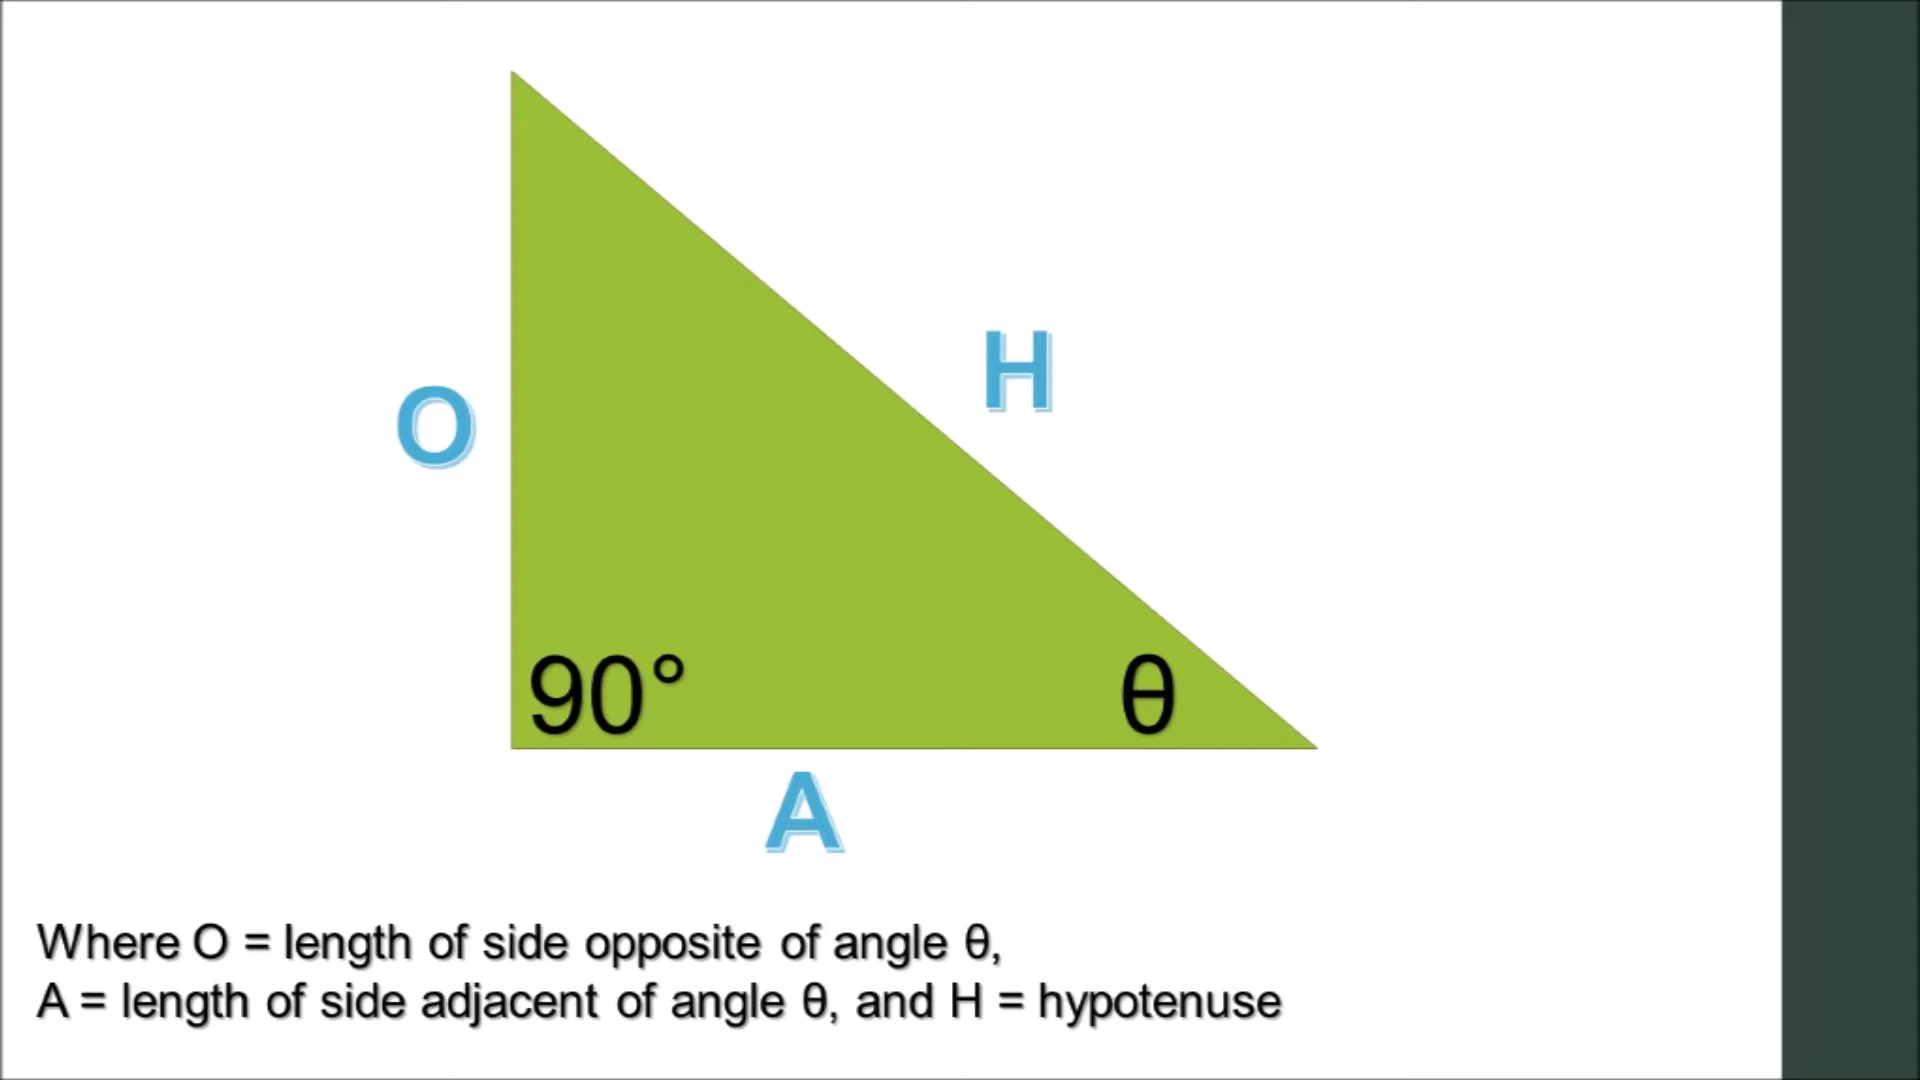 H
O
90° θ
A
Where O = length of side opposite of angle θ,
A = length of side adjacent of angle θ, and H = hypotenuse